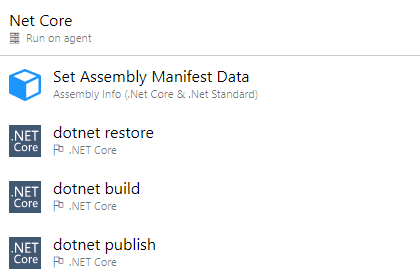 .Net Core
Run on agent
Set Assembly Manifest Data
Assembly Info (.Net Core & .Net Standard)
.NET
Core
dotnet restore
.NET Core
.NET
Core
dotnet build
.NET Core
.NET
Core
dotnet publish
.NET Core